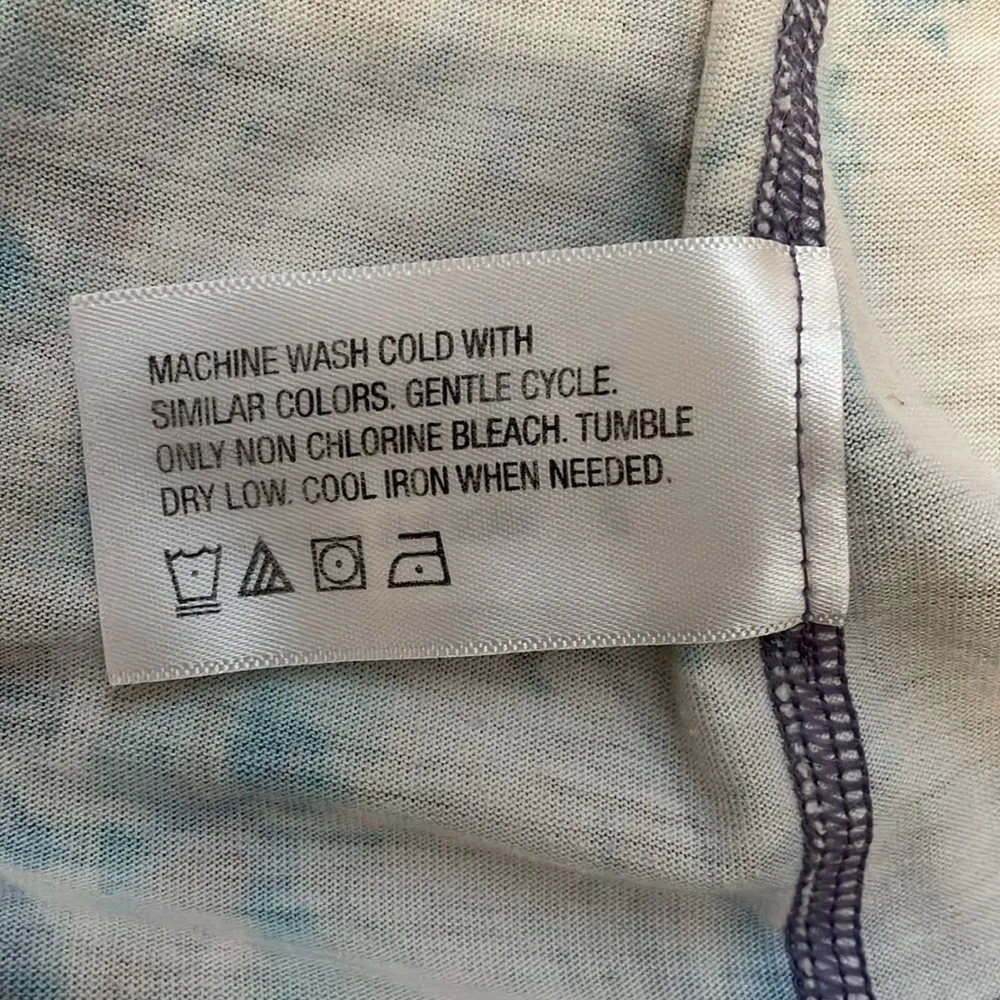 MACHINE WASH COLD WITH
SIMILAR COLORS. GENTLE CYCLE.
ONLY NON CHLORINE BLEACH. TUMBLE
DRY LOW. COOL IRON WHEN NEEDED.